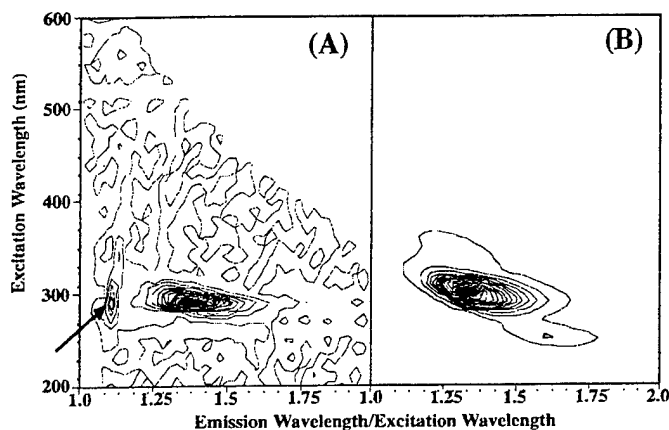 600
500
400
300
200
Excitation Wavelength (nm)
(A)
(B)
1.0 1.25 1.5 1.75 1.0 1.25 1.5 1.75 2.0
Emission Wavelength/Excitation Wavelength